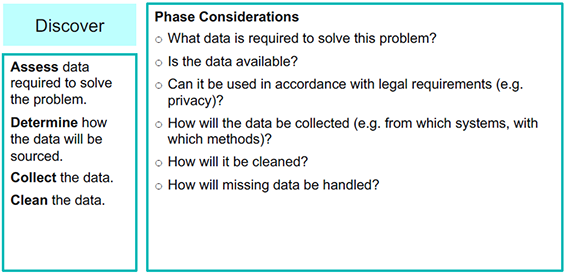 Discover
Assess data
required to solve
the problem.
Determine how
the data will be
sourced.
Collect the data.
Clean the data.
Phase Considerations
○ What data is required to solve this problem?
○ Is the data available?
○ Can it be used in accordance with legal requirements (e.g.
privacy)?
○ How will the data be collected (e.g. from which systems, with
which methods)?
○ How will it be cleaned?
○ How will missing data be handled?